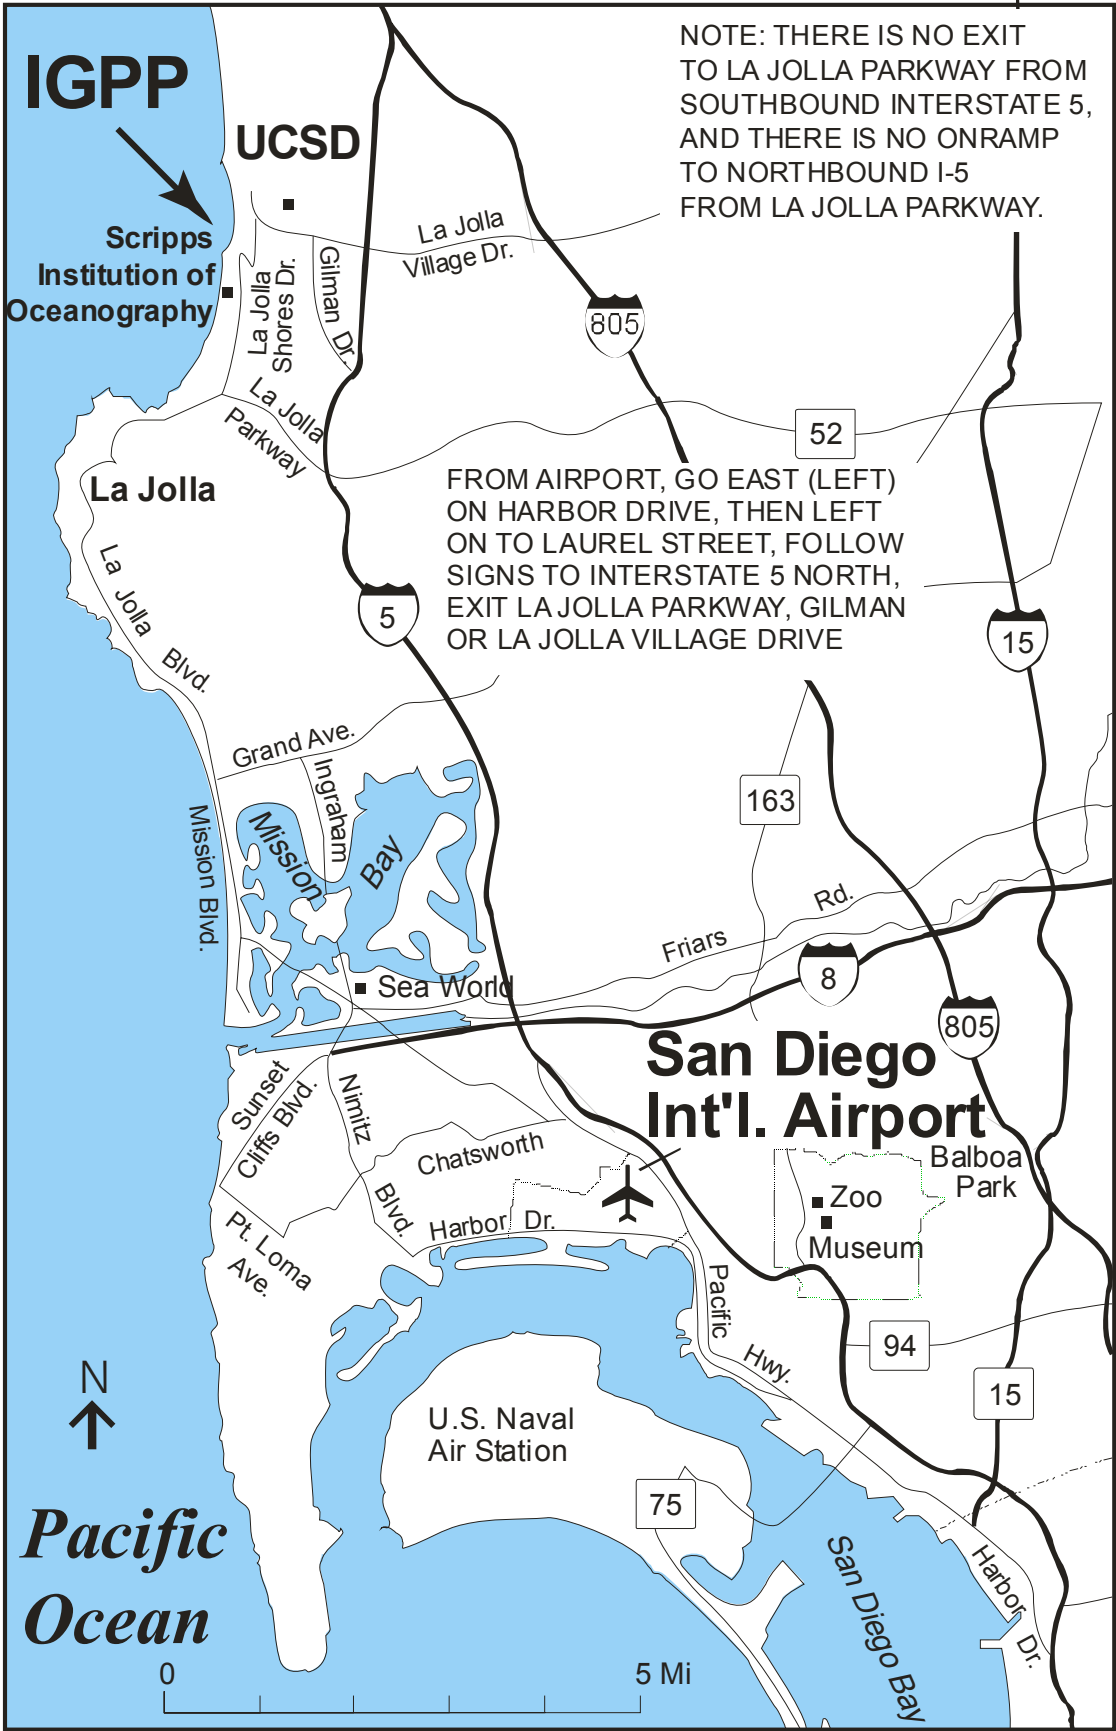 IGPP
UCSD
NOTE: THERE IS NO EXIT
TO LA JOLLA PARKWAY FROM
SOUTHBOUND INTERSTATE 5,
AND THERE IS NO ONRAMP
TO NORTHBOUND I-5
FROM LA JOLLA PARKWAY.
Scripps
Institution of
Oceanography
La Jolla
Shores Dr.
Gilman Dr.
La Jolla
Village Dr.
805
La Jolla
Parkway
52
La Jolla
FROM AIRPORT, GO EAST (LEFT)
ON HARBOR DRIVE, THEN LEFT
ON TO LAUREL STREET, FOLLOW
SIGNS TO INTERSTATE 5 NORTH,
EXIT LA JOLLA PARKWAY, GILMAN
OR LA JOLLA VILLAGE DRIVE
La Jolla Blvd.
5
15
Grand Ave.
Ingraham
Mission Bay
Mission Blvd.
163
Friars Rd.
8
Sea World
805
San Diego
Int'l. Airport
Sunset
Cliffs Blvd.
Nimitz Blvd.
Chatsworth
Balboa
Park
Zoo
Museum
Harbor Dr.
Pt. Loma
Ave.
Pacific Hwy.
94
15
N
U.S. Naval
Air Station
75
Pacific
Ocean
San Diego Bay
Harbor Dr.
0 5 Mi